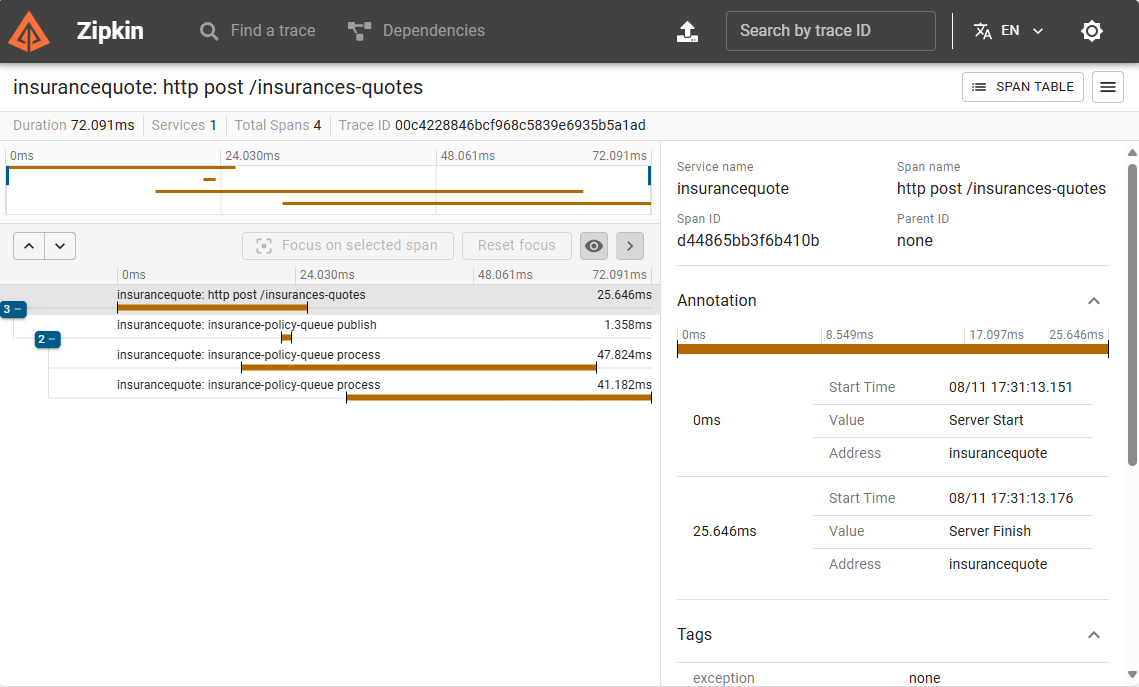 Zipkin
Find a trace
Dependencies
Search by trace ID
EN
insurancequote: http post /insurances-quotes
SPAN TABLE
Duration 72.091ms Services 1 Total Spans 4 Trace ID 00c4228846bcf968c5839e6935b5a1ad
0ms 24.030ms 48.061ms 72.091ms
Focus on selected span Reset focus
0ms 24.030ms 48.061ms 72.091ms
insurancequote: http post /insurances-quotes 25.646ms
3 −
insurancequote: insurance-policy-queue publish 1.358ms
2 −
insurancequote: insurance-policy-queue process 47.824ms
insurancequote: insurance-policy-queue process 41.182ms
Service name Span name
insurancequote http post /insurances-quotes
Span ID Parent ID
d44865bb3f6b410b none
Annotation
0ms 8.549ms 17.097ms 25.646ms
Start Time 08/11 17:31:13.151
0ms Value Server Start
Address insurancequote
Start Time 08/11 17:31:13.176
25.646ms Value Server Finish
Address insurancequote
Tags
exception none